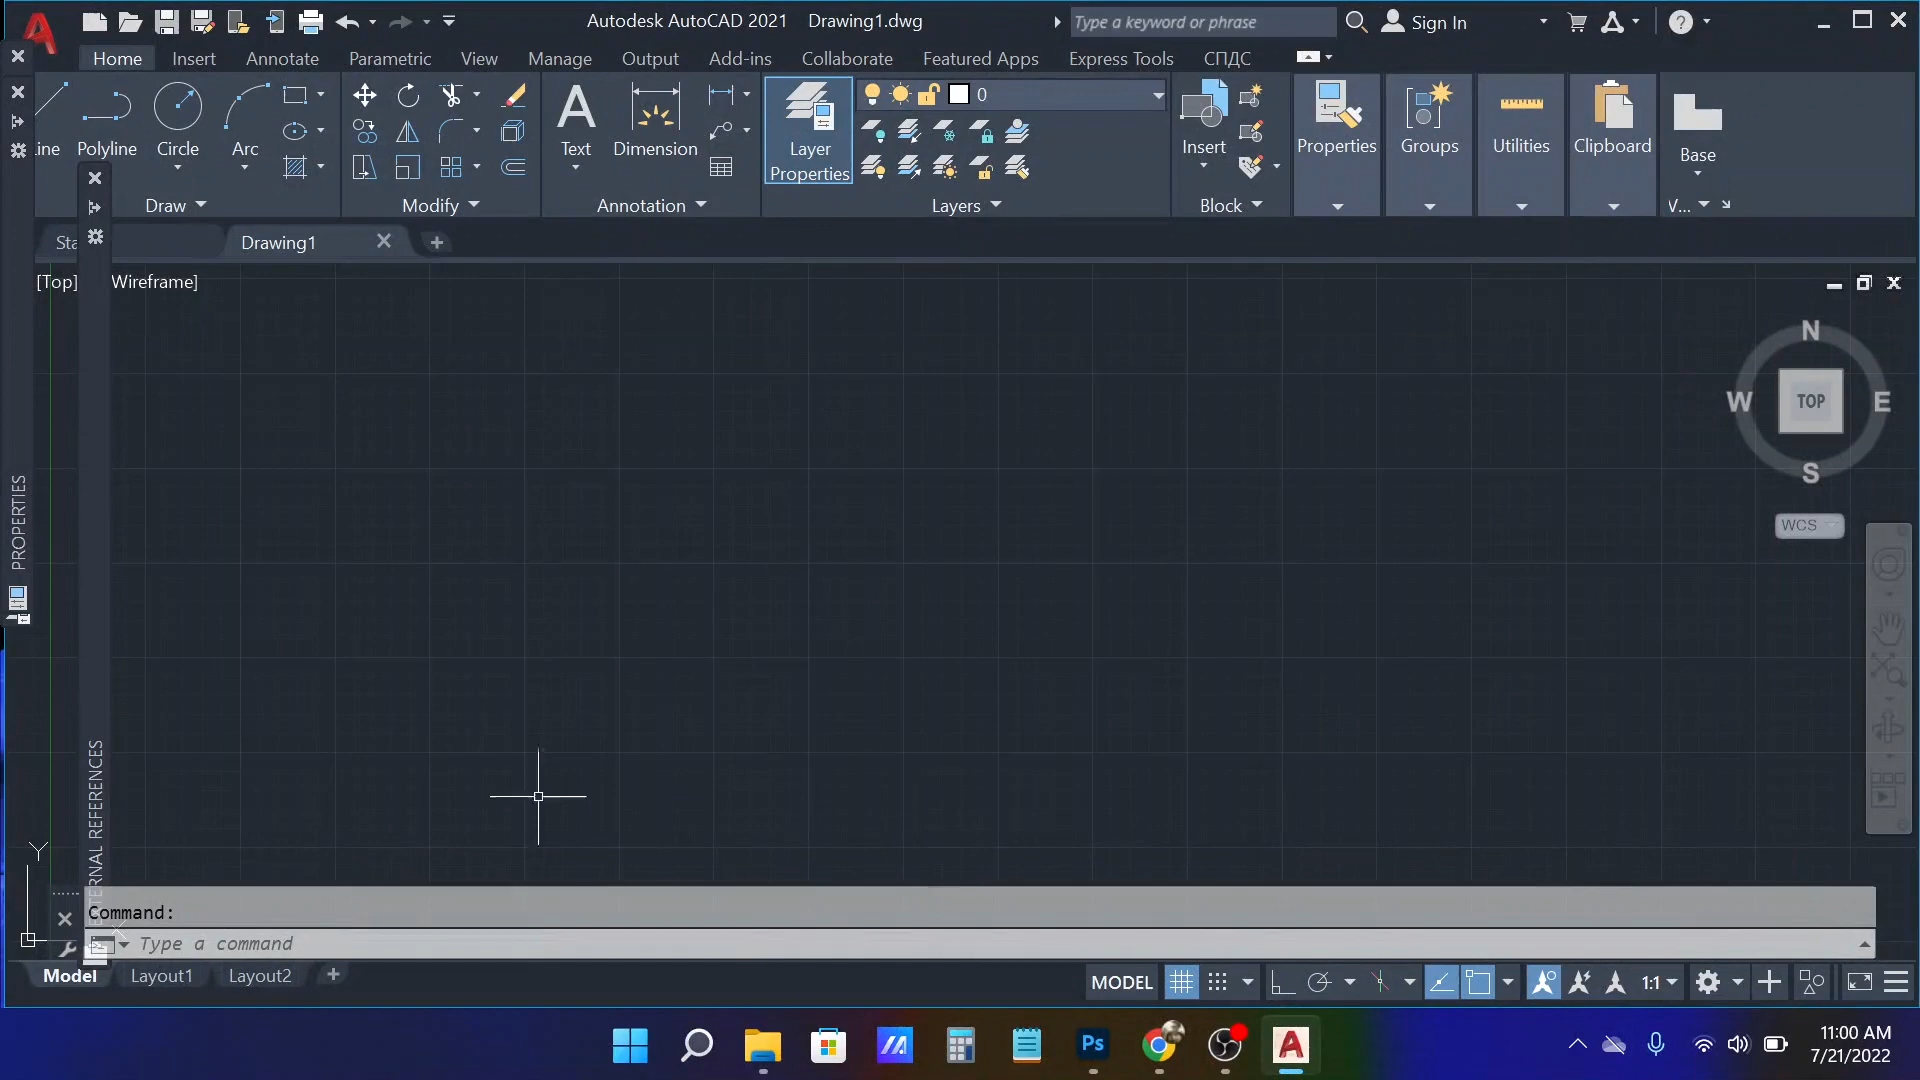 Autodesk AutoCAD 2021 Drawing1.dwg
Type a keyword or phrase
Sign In
Home Insert Annotate Parametric View Manage Output Add-ins Collaborate Featured Apps Express Tools СПДС
0
ine Polyline Circle Arc
Text Dimension
Layer
Properties
Insert
Properties
Groups
Utilities
Clipboard
Base
Draw Modify Annotation Layers Block V...
Sta Drawing1
[Top] Wireframe]
N
W TOP E
S
WCS
PROPERTIES
TERNAL REFERENCES
Y
Command:
Type a command
Model Layout1 Layout2
MODEL 1:1
Ps
11:00 AM
7/21/2022